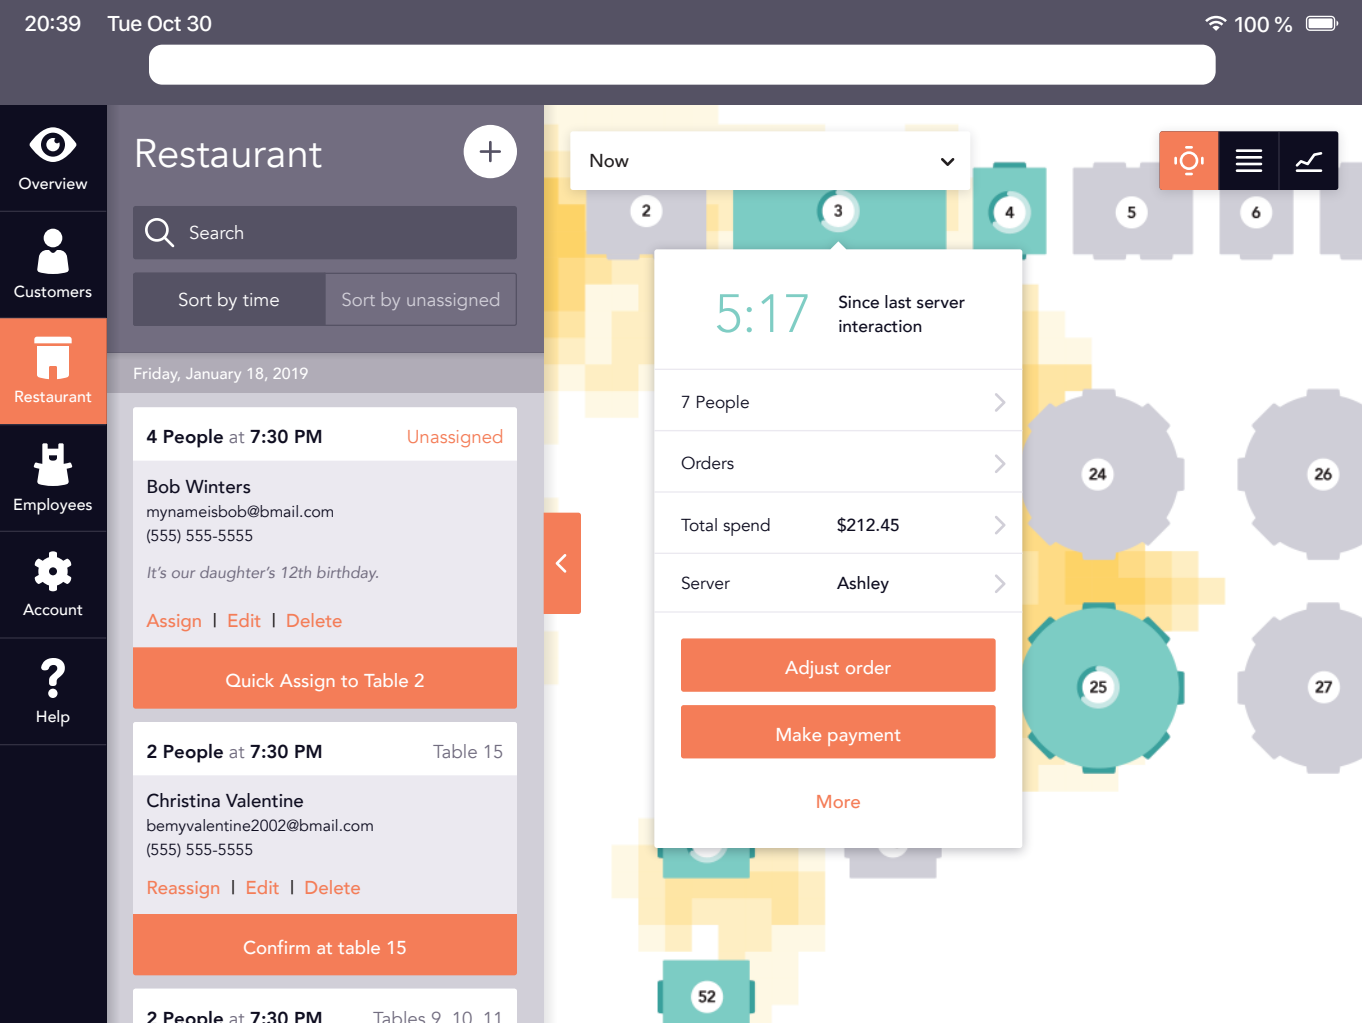 20:39 Tue Oct 30 100 %
Overview
Customers
Restaurant
Employees
Account
Help
Restaurant
Search
Sort by time Sort by unassigned
Friday, January 18, 2019
4 People at 7:30 PM Unassigned
Bob Winters
mynameisbob@bmail.com
(555) 555-5555
It's our daughter's 12th birthday.
Assign | Edit | Delete
Quick Assign to Table 2
2 People at 7:30 PM Table 15
Christina Valentine
bemyvalentine2002@bmail.com
(555) 555-5555
Reassign | Edit | Delete
Confirm at table 15
2 People at 7:30 PM Tables 9, 10, 11
Now
2 3 4 5 6
5:17 Since last server
interaction
7 People
Orders
Total spend $212.45
Server Ashley
Adjust order
Make payment
More
24 26
25 27
52